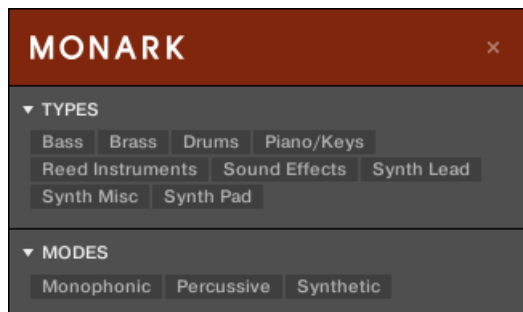 MONARK ×
▼ TYPES
Bass Brass Drums Piano/Keys
Reed Instruments Sound Effects Synth Lead
Synth Misc Synth Pad
▼ MODES
Monophonic Percussive Synthetic